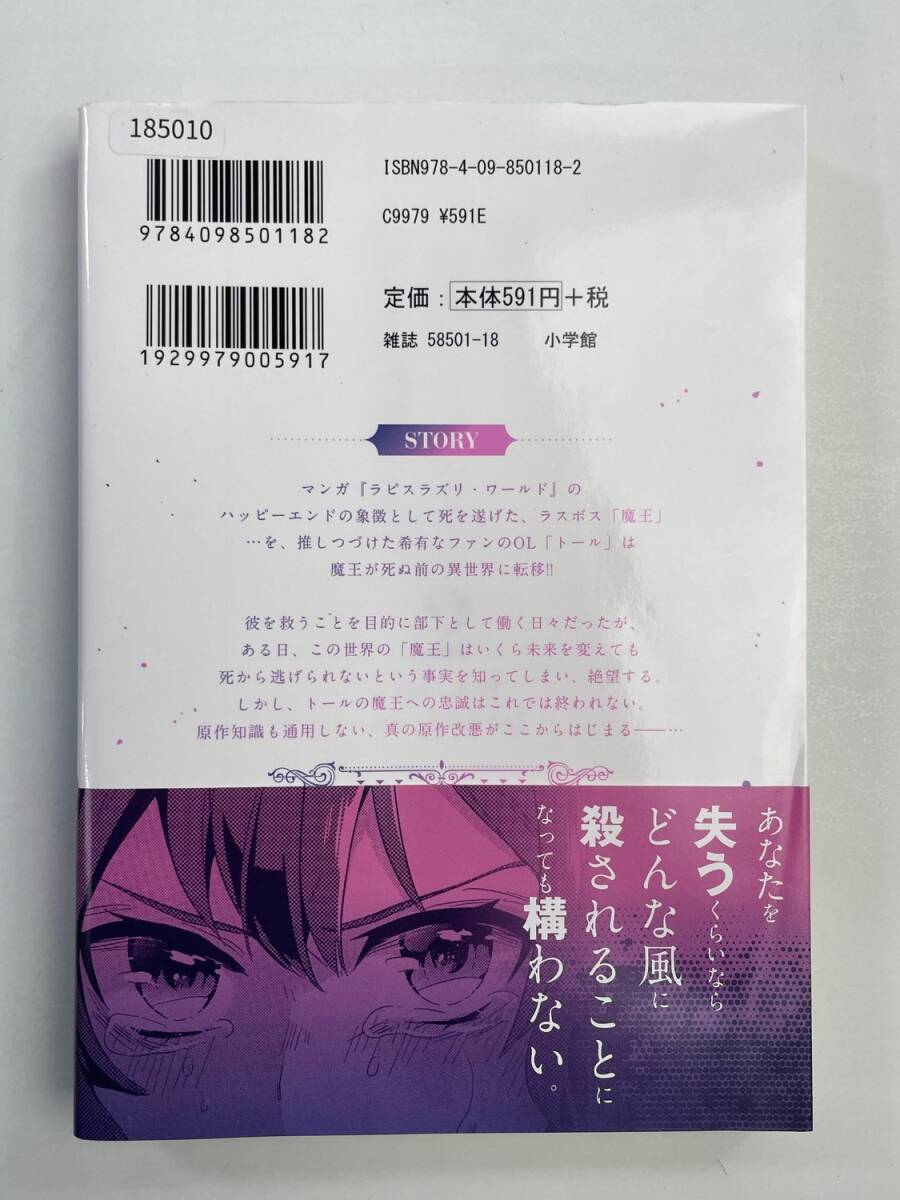 185010
ISBN978-4-09-850118-2
9784098501182
C9979 ¥591E
定価：本体591円＋税
1929979005917
雑誌 58501-18 小学館
STORY
マンガ『ラピスラズリ・ワールド』の
ハッピーエンドの象徴として死を遂げた、ラスボス「魔王」
…を、推しつづけた希有なファンのOL「トール」は
魔王が死ぬ前の異世界に転移!!
彼を救うことを目的に部下として働く日々だったが、
ある日、この世界の「魔王」はいくら未来を変えても
死から逃げられないという事実を知ってしまい、絶望する。
しかし、トールの魔王への忠誠はこれでは終われない。
原作知識も通用しない、真の原作改悪がここからはじまる――…
あなたを
失うくらいなら
どんな風に
殺されることに
なっても構わない。